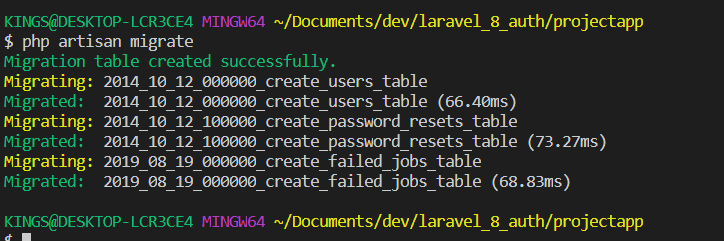 KINGS@DESKTOP-LCR3CE4 MINGW64 ~/Documents/dev/laravel_8_auth/projectapp
$ php artisan migrate
Migration table created successfully.
Migrating: 2014_10_12_000000_create_users_table
Migrated:  2014_10_12_000000_create_users_table (66.40ms)
Migrating: 2014_10_12_100000_create_password_resets_table
Migrated:  2014_10_12_100000_create_password_resets_table (73.27ms)
Migrating: 2019_08_19_000000_create_failed_jobs_table
Migrated:  2019_08_19_000000_create_failed_jobs_table (68.83ms)
KINGS@DESKTOP-LCR3CE4 MINGW64 ~/Documents/dev/laravel_8_auth/projectapp
$